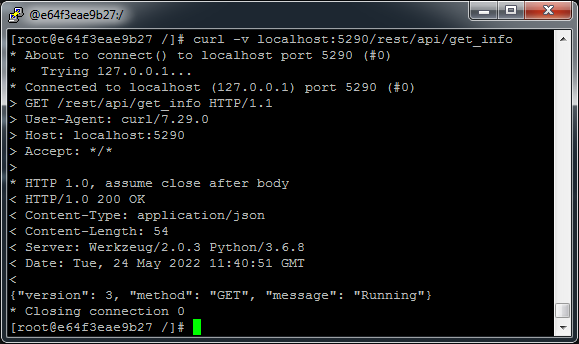 @e64f3eae9b27:/
[root@e64f3eae9b27 /]# curl -v localhost:5290/rest/api/get_info
* About to connect() to localhost port 5290 (#0)
*   Trying 127.0.0.1...
* Connected to localhost (127.0.0.1) port 5290 (#0)
> GET /rest/api/get_info HTTP/1.1
> User-Agent: curl/7.29.0
> Host: localhost:5290
> Accept: */*
>
* HTTP 1.0, assume close after body
< HTTP/1.0 200 OK
< Content-Type: application/json
< Content-Length: 54
< Server: Werkzeug/2.0.3 Python/3.6.8
< Date: Tue, 24 May 2022 11:40:51 GMT
<
{"version": 3, "method": "GET", "message": "Running"}
* Closing connection 0
[root@e64f3eae9b27 /]#